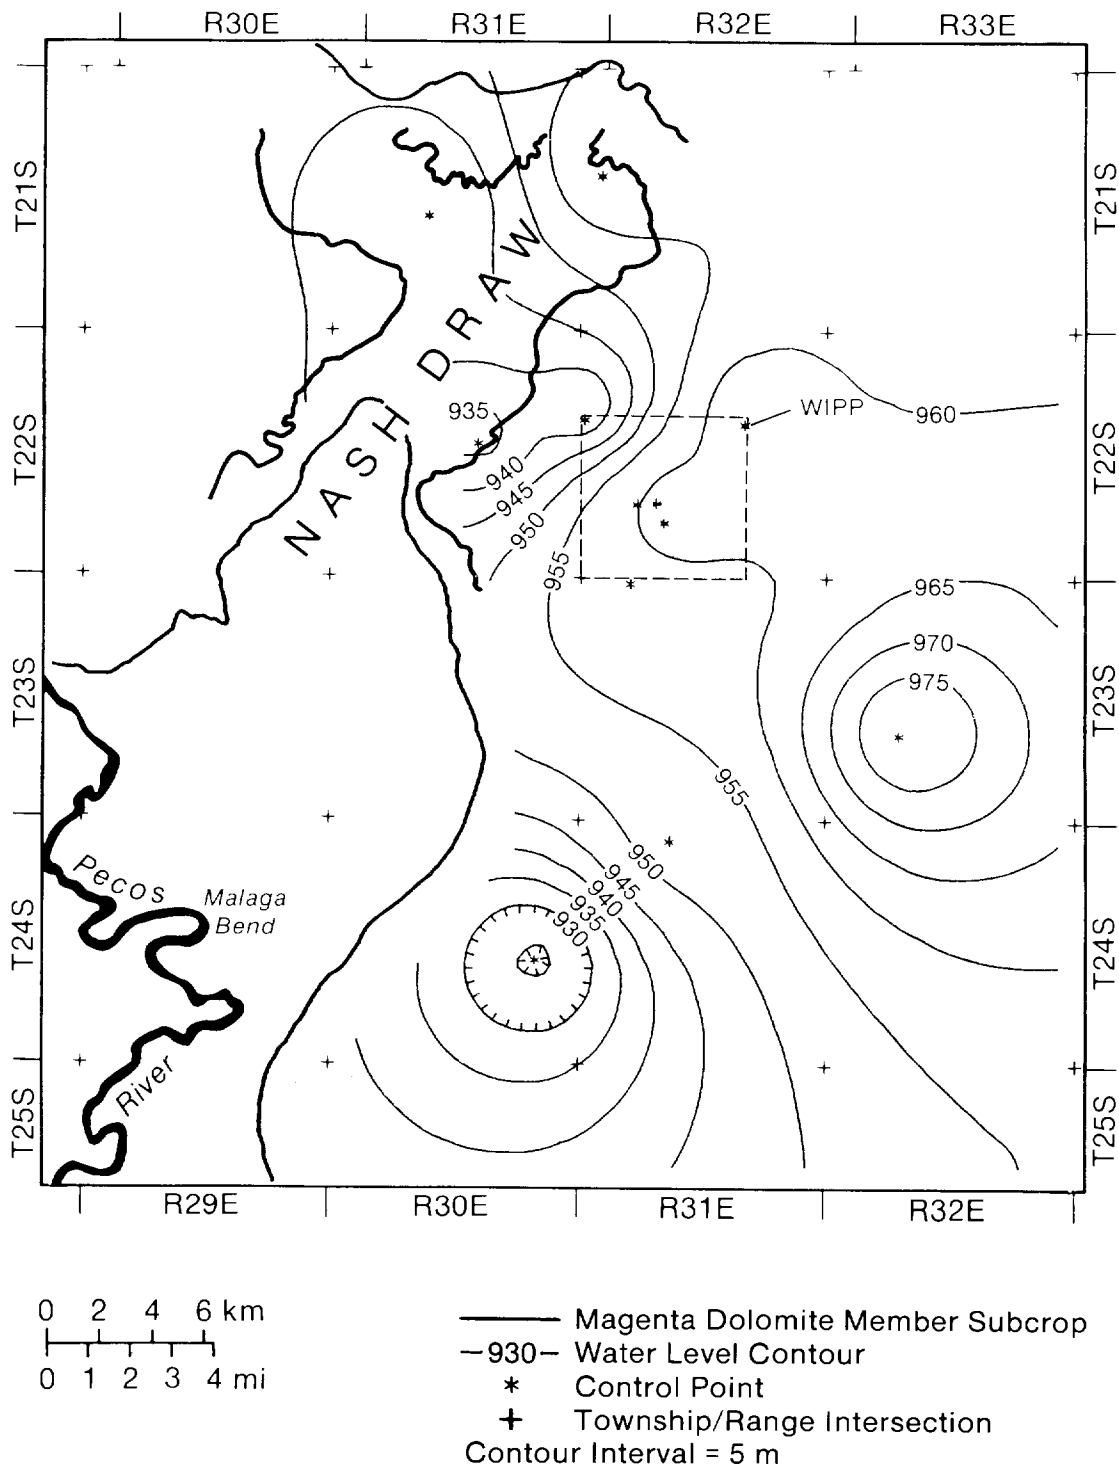 R30E R31E R32E R33E
T21S
T21S
NASH DRAW
935
WIPP
960
T22S
T22S
940
945
950
955
965
970
975
T23S
T23S
955
950
945
940
935
930
Pecos
Malaga
Bend
River
T24S
T24S
T25S
T25S
R29E R30E R31E R32E
0 2 4 6 km
0 1 2 3 4 mi
Magenta Dolomite Member Subcrop
930 Water Level Contour
* Control Point
+ Township/Range Intersection
Contour Interval = 5 m